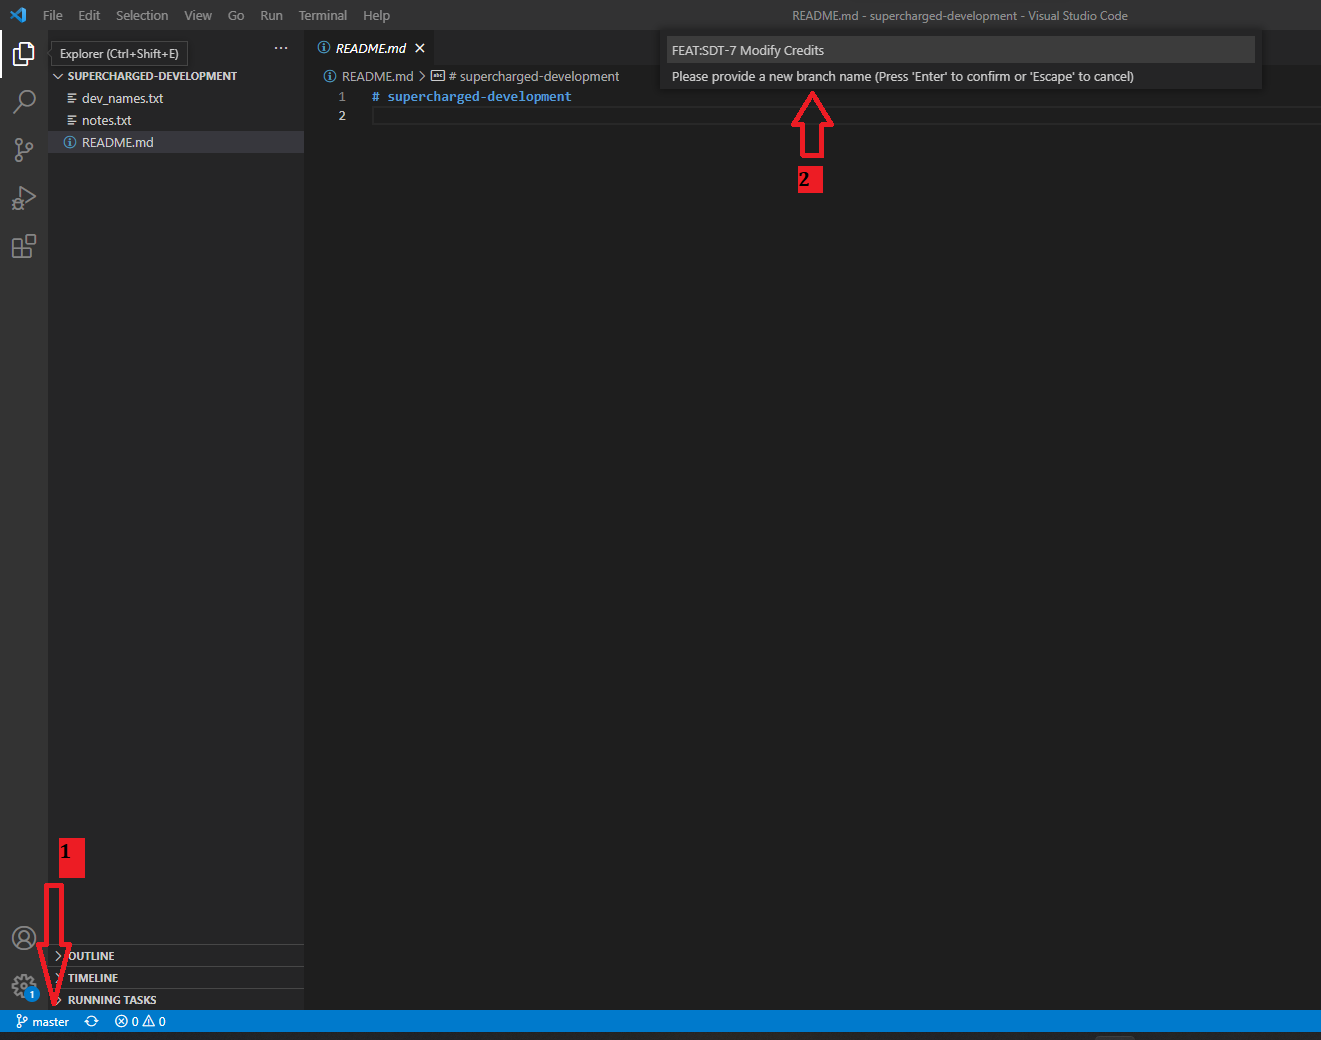 File Edit Selection View Go Run Terminal Help
README.md - supercharged-development - Visual Studio Code
Explorer (Ctrl+Shift+E)
···
SUPERCHARGED-DEVELOPMENT
dev_names.txt
notes.txt
README.md
README.md
README.md > # supercharged-development
1 # supercharged-development
2
FEAT:SDT-7 Modify Credits
Please provide a new branch name (Press 'Enter' to confirm or 'Escape' to cancel)
2
1
OUTLINE
TIMELINE
RUNNING TASKS
1
master 0 0